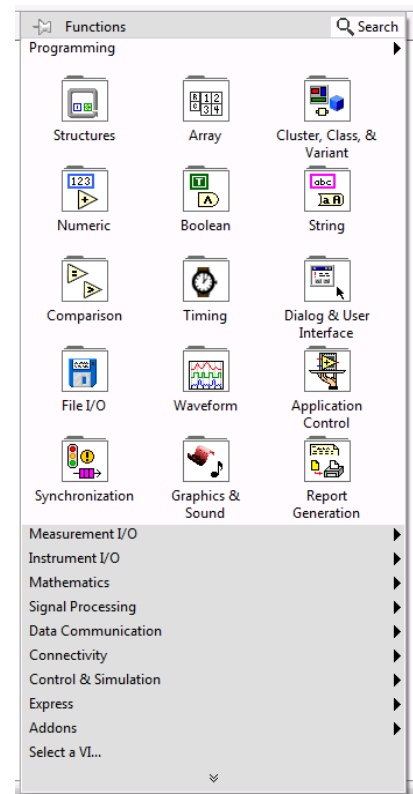 Functions
Search
Programming
Structures
Array
Cluster, Class, &
Variant
123
abc
Numeric
Boolean
String
Comparison
Timing
Dialog & User
Interface
File I/O
Waveform
Application
Control
Synchronization
Graphics &
Sound
Report
Generation
Measurement I/O
Instrument I/O
Mathematics
Signal Processing
Data Communication
Connectivity
Control & Simulation
Express
Addons
Select a VI...